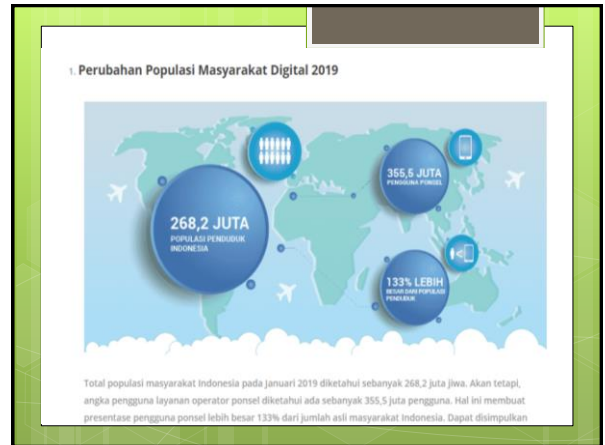 1. Perubahan Populasi Masyarakat Digital 2019
268,2 JUTA
POPULASI PENDUDUK
INDONESIA
355,5 JUTA
PENGGUNA PONSEL
133% LEBIH
BESAR DARI POPULASI
PENDUDUK
Total populasi masyarakat Indonesia pada Januari 2019 diketahui sebanyak 268,2 juta jiwa. Akan tetapi,
angka pengguna layanan operator ponsel diketahui ada sebanyak 355,5 juta pengguna. Hal ini membuat
presentase pengguna ponsel lebih besar 133% dari jumlah asli masyarakat Indonesia. Dapat disimpulkan